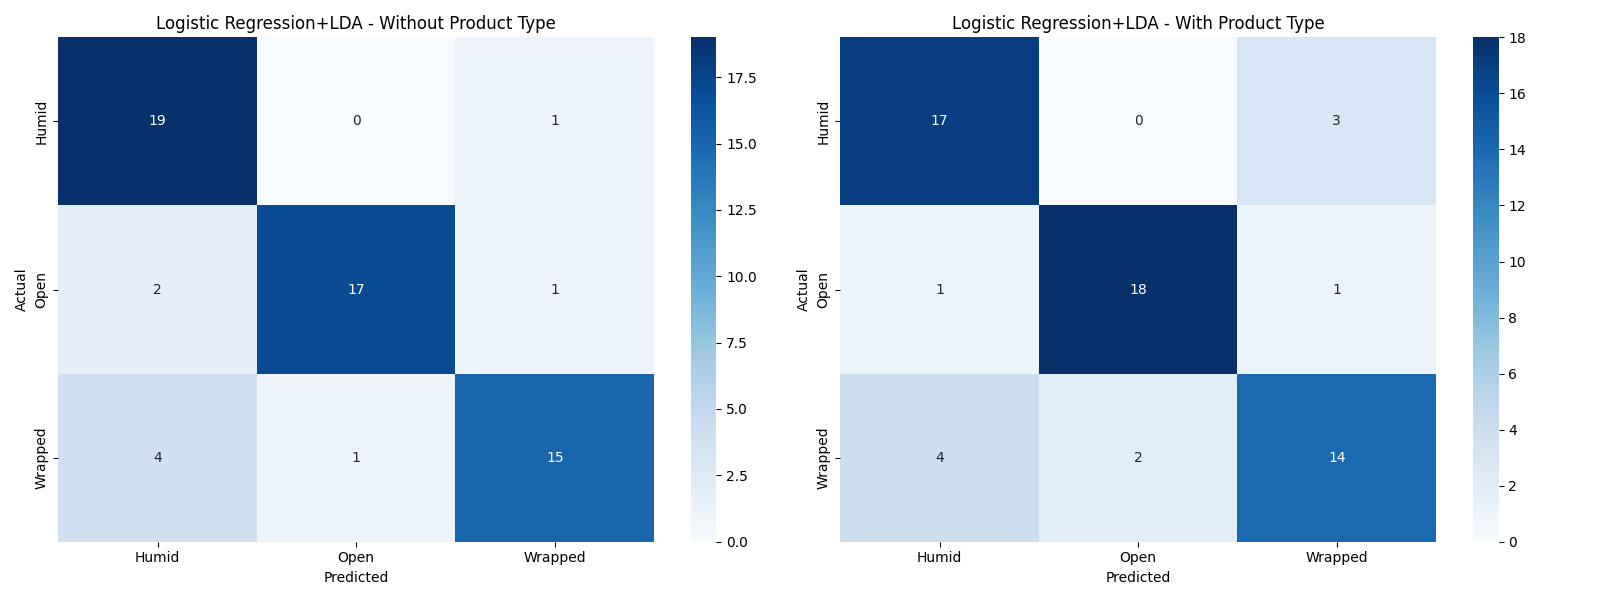 Logistic Regression+LDA - Without Product Type
Humid
Open
Wrapped
Actual
19 0 1
2 17 1
4 1 15
Humid Open Wrapped
Predicted
17.5
15.0
12.5
10.0
7.5
5.0
2.5
0.0
Logistic Regression+LDA - With Product Type
Humid
Open
Wrapped
Actual
17 0 3
1 18 1
4 2 14
Humid Open Wrapped
Predicted
18
16
14
12
10
8
6
4
2
0